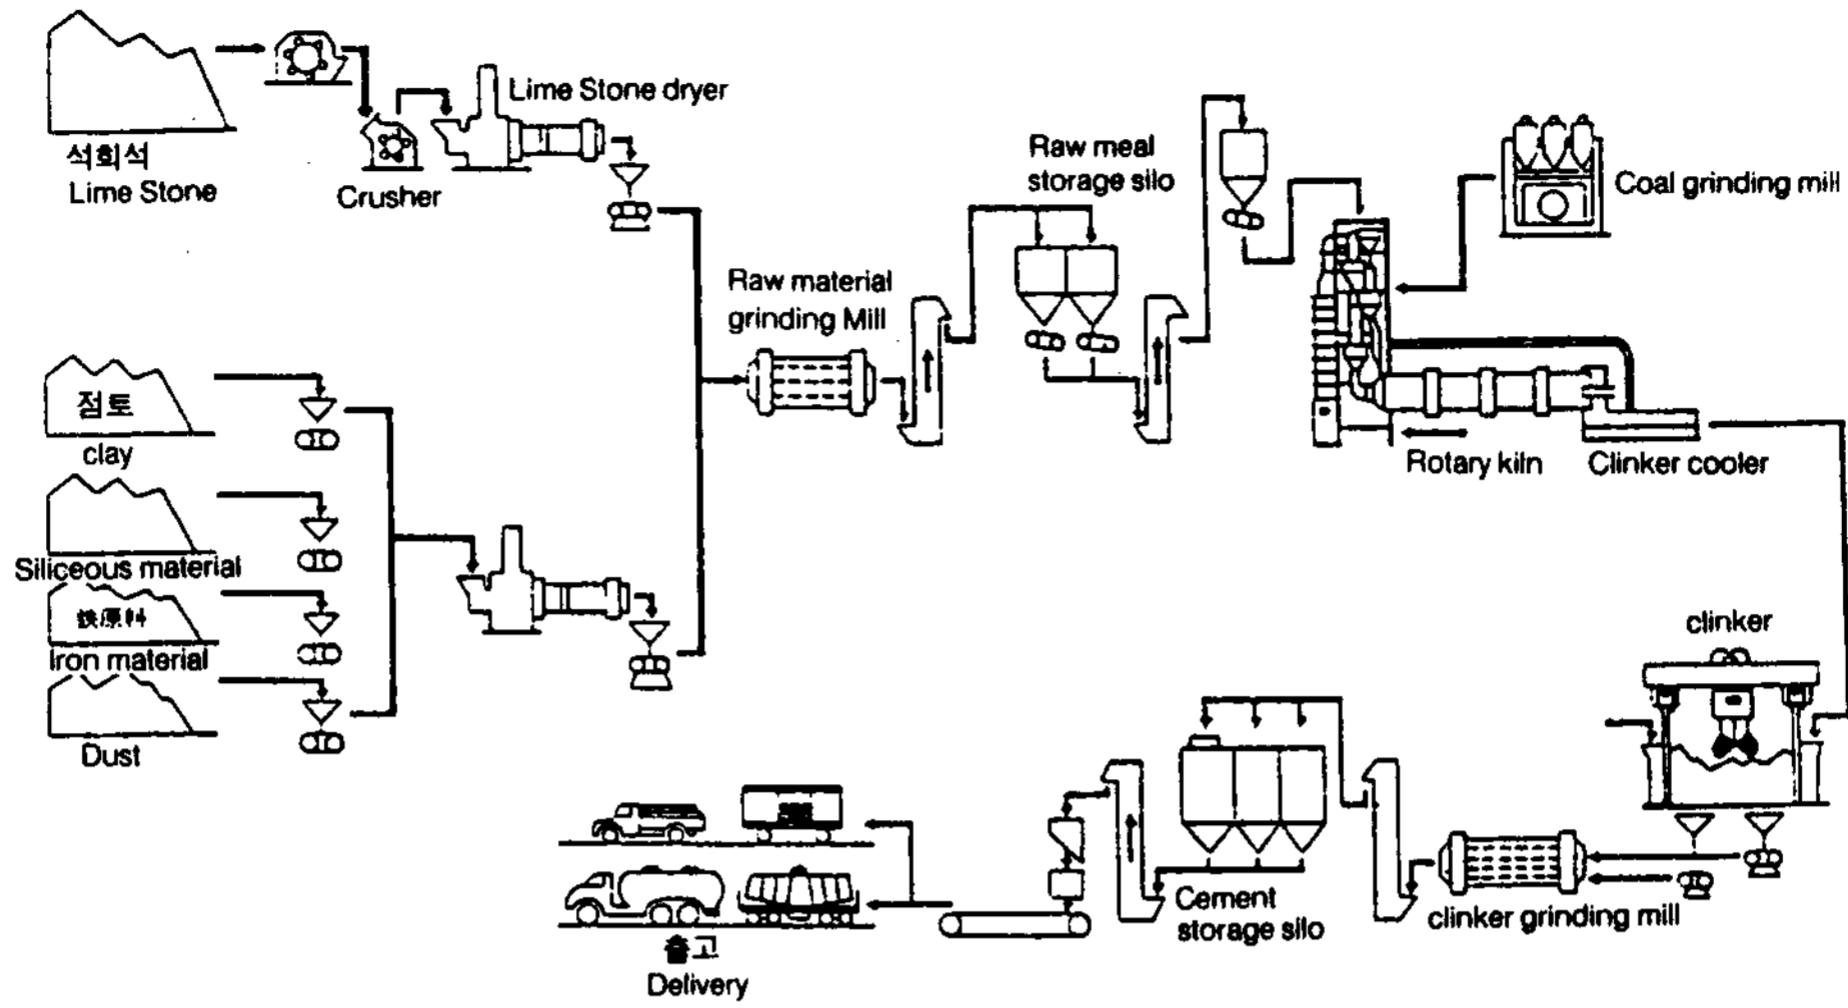 Lime Stone dryer
석회석
Lime Stone
Crusher
Raw meal
storage silo
Coal grinding mill
Raw material
grinding Mill
점토
clay
Siliceous material
鉄原料
Iron material
Dust
Rotary kiln
Clinker cooler
clinker
clinker grinding mill
Cement
storage silo
출고
Delivery